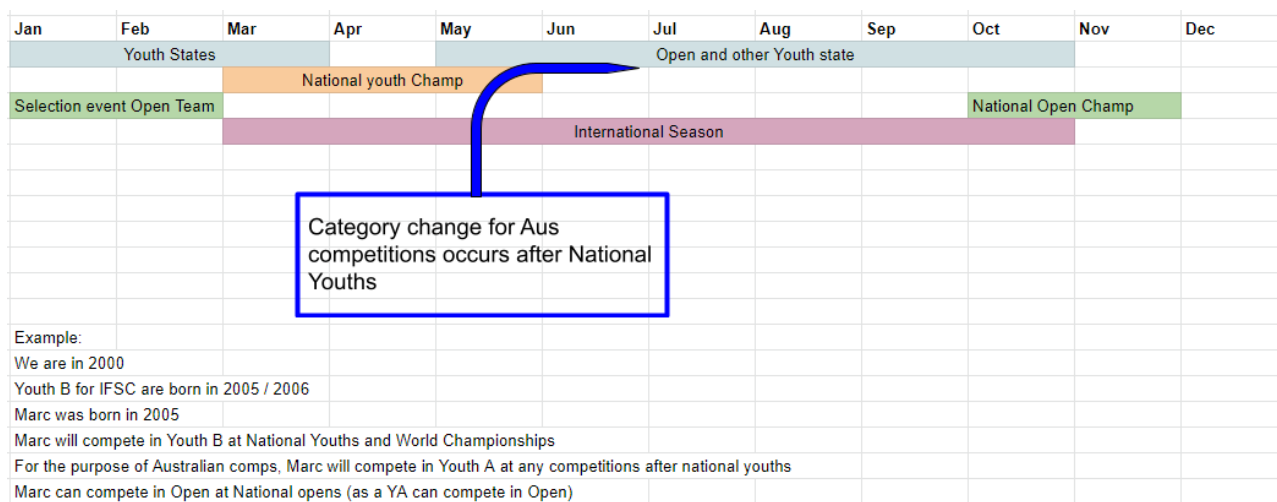 Jan Feb Mar Apr May Jun Jul Aug Sep Oct Nov Dec
Youth States Open and other Youth state
National youth Champ
Selection event Open Team National Open Champ
International Season
Category change for Aus
competitions occurs after National
Youths
Example:
We are in 2000
Youth B for IFSC are born in 2005 / 2006
Marc was born in 2005
Marc will compete in Youth B at National Youths and World Championships
For the purpose of Australian comps, Marc will compete in Youth A at any competitions after national youths
Marc can compete in Open at National opens (as a YA can compete in Open)